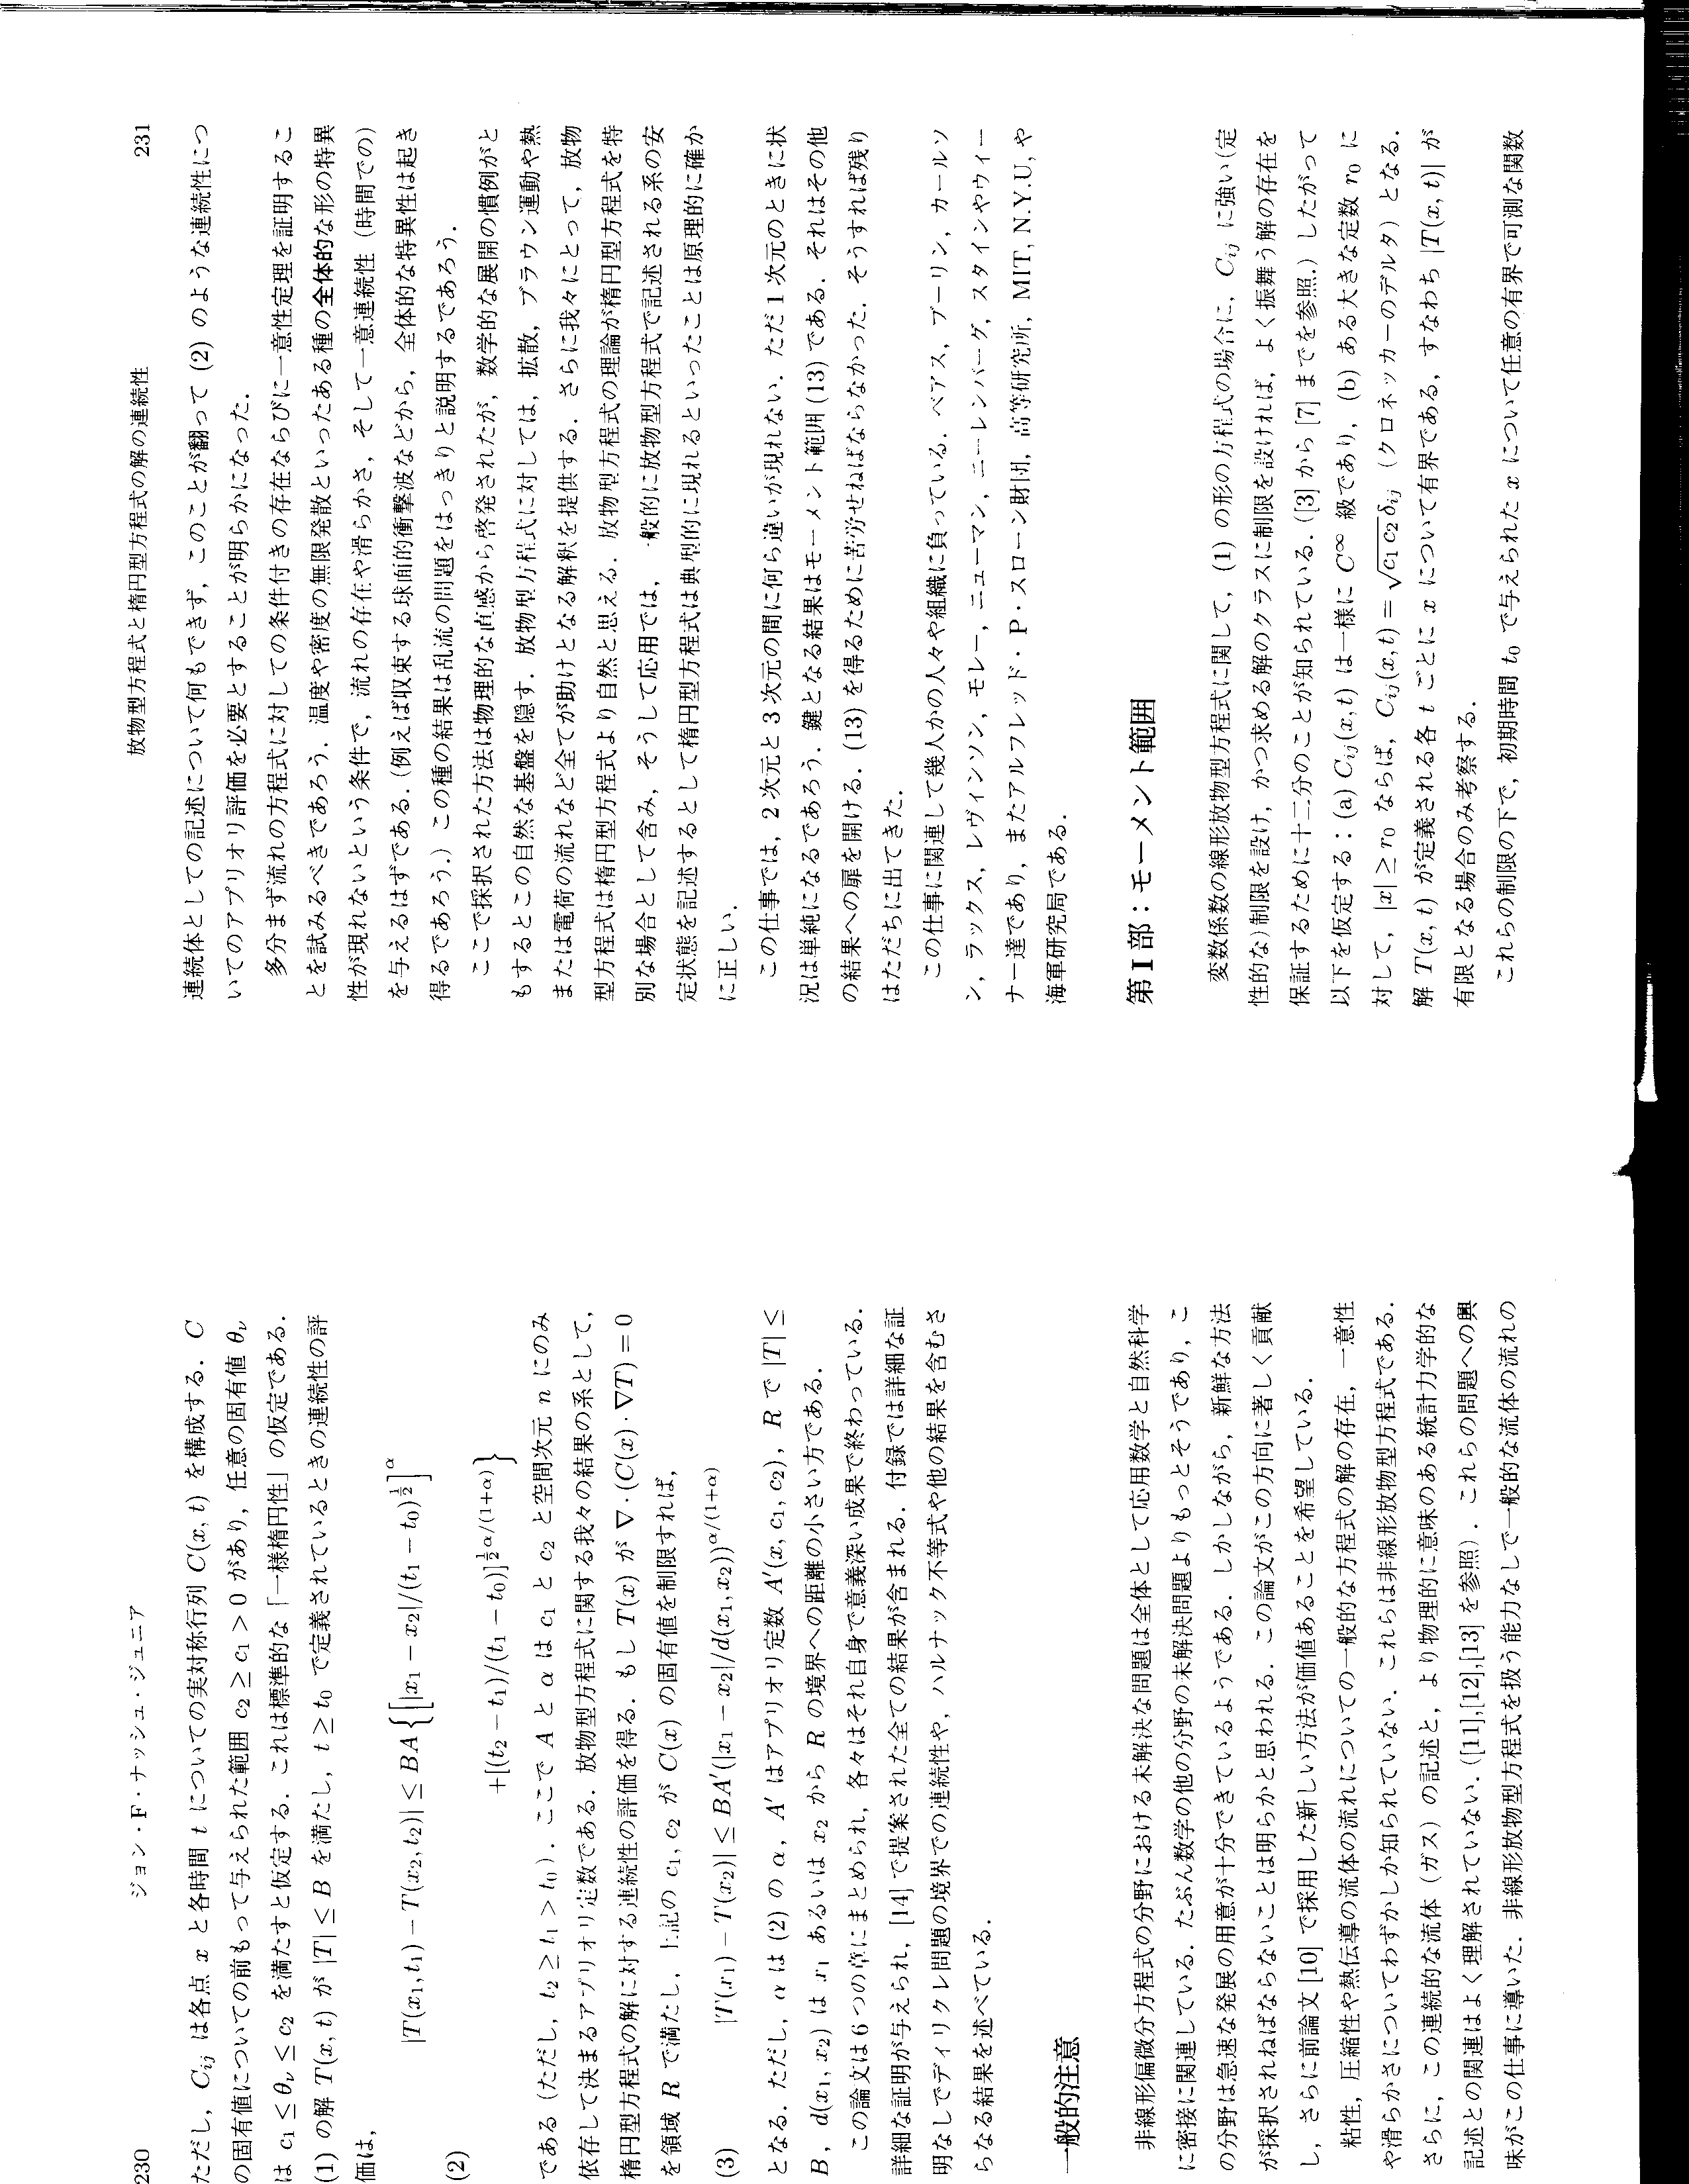 230
ジョン・F・ナッシュ・ジュニア
ただし，C_{ij} は各点 x と各時間 t についての実対称行列 C(x, t) を構成する．C
の固有値についての前もって与えられた範囲 c_2 ≥ c_1 > 0 があり，任意の固有値 θ_ν
は c_1 ≤ θ_ν ≤ c_2 を満たすと仮定する．これは標準的な「一様楕円性」の仮定である．
(1) の解 T(x, t) が |T| ≤ B を満たし，t ≥ t_0 で定義されているときの連続性の評
価は，
|T(x_1, t_1) − T(x_2, t_2)| ≤ BA{[|x_1 − x_2|/(t_1 − t_0)^{1/2}]^α
(2)
+[(t_2 − t_1)/(t_1 − t_0)]^{½α/(1+α)}}
である（ただし，t_2 ≥ t_1 > t_0）．ここで A と α は c_1 と c_2 と空間次元 n にのみ
依存して決まるアプリオリ定数である．放物型方程式に関する我々の結果の系として，
楕円型方程式の解に対する連続性の評価を得る．もし T(x) が ∇·(C(x)·∇T) = 0
を領域 R で満たし，上記の c_1, c_2 が C(x) の固有値を制限すれば，
(3) |T(x_1) − T(x_2)| ≤ BA′(|x_1 − x_2|/d(x_1, x_2))^{α/(1+α)}
となる．ただし，α は (2) の α，A′ はアプリオリ定数 A′(x, c_1, c_2)，R で |T| ≤
B，d(x_1, x_2) は x_1 あるいは x_2 から R の境界への距離の小さい方である．
この論文は６つの章にまとめられ，各々はそれ自身で意義深い成果で終わっている．
詳細な証明が与えられ，[14] で提案された全ての結果が含まれる．付録では詳細な証
明なしでディリクレ問題の境界での連続性や，ハルナック不等式や他の結果を含むさ
らなる結果を述べている．
一般的注意
非線形偏微分方程式の分野における未解決な問題は全体として応用数学と自然科学
に密接に関連している．たぶん数学の他の分野の未解決問題よりもっとそうであり，こ
の分野は急速な発展の用意が十分できているようである．しかしながら，新鮮な方法
が採択されねばならないことは明らかと思われる．この論文がこの方向に著しく貢献
し，さらに前論文 [10] で採用した新しい方法が価値あることを希望している．
粘性，圧縮性や熱伝導の流体の流れについての一般的な方程式の解の存在，一意性
や滑らかさについてわずかしか知られていない．これらは非線形放物型方程式である．
さらに，この連続的な流体（ガス）の記述と，より物理的に意味のある統計力学的な
記述との関連はよく理解されていない．([11],[12],[13] を参照）．これらの問題への興
味がこの仕事に導いた．非線形放物型方程式を扱う能力なしで一般的な流体の流れの
放物型方程式と楕円型方程式の解の連続性
231
連続体としての記述について何もできず，このことが翻って (2) のような連続性につ
いてのアプリオリ評価を必要とすることが明らかになった．
多分まず流れの方程式に対しての条件付きの存在ならびに一意性定理を証明するこ
とを試みるべきであろう．温度や密度の無限発散といったある種の全体的な形の特異
性が現れないという条件で，流れの存在や滑らかさ，そして一意連続性（時間での）
を与えるはずである．(例えば収束する球面的衝撃波などから，全体的な特異性は起き
得るであろう．）この種の結果は乱流の問題をはっきりと説明するであろう．
ここで採択された方法は物理的な直感から啓発されたが，数学的な展開の慣例がと
もするとこの自然な基盤を隠す．放物型方程式に対しては，拡散，ブラウン運動や熱
または電荷の流れなど全てが助けとなる解釈を提供する．さらに我々にとって，放物
型方程式は楕円型方程式より自然と思える．放物型方程式の理論が楕円型方程式を特
別な場合として含み，そうして応用では，一般的に放物型方程式で記述される系の安
定状態を記述するとして楕円型方程式は典型的に現れるといったことは原理的に確か
に正しい．
この仕事では，2 次元と 3 次元の間に何ら違いが現れない．ただ 1 次元のときに状
況は単純になるであろう．鍵となる結果はモーメント範囲 (13) である．それはその他
の結果への扉を開ける．(13) を得るために苦労せねばならなかった．そうすれば残り
はただちに出てきた．
この仕事に関連して幾人かの人々や組織に負っている．ベアス，ブーリン，カールソ
ン，ラックス，レヴィンソン，モレー，ニューマン，ニーレンバーグ，スタインやウィー
ナー達であり，またアルフレッド・P・スローン財団，高等研究所，MIT, N.Y.U, や
海軍研究局である．
第 I 部：モーメント範囲
変数係数の線形放物型方程式に関して，(1) の形の方程式の場合に，C_{ij} に強い（定
性的な）制限を設け，かつ求める解のクラスに制限を設ければ，よく振舞う解の存在を
保証するために十二分のことが知られている．([3] から [7] までを参照．）したがって
以下を仮定する：(a) C_{ij}(x, t) は一様に C^∞ 級であり，(b) ある大きな定数 r_0 に
対して，|x| ≥ r_0 ならば，C_{ij}(x, t) = √(c_1 c_2) δ_{ij}（クロネッカーのデルタ）となる．
解 T(x, t) が定義される各 t ごとに x について有界である，すなわち |T(x, t)| が
有限となる場合のみ考察する．
これらの制限の下で，初期時間 t_0 で与えられた x について任意の有界で可測な関数